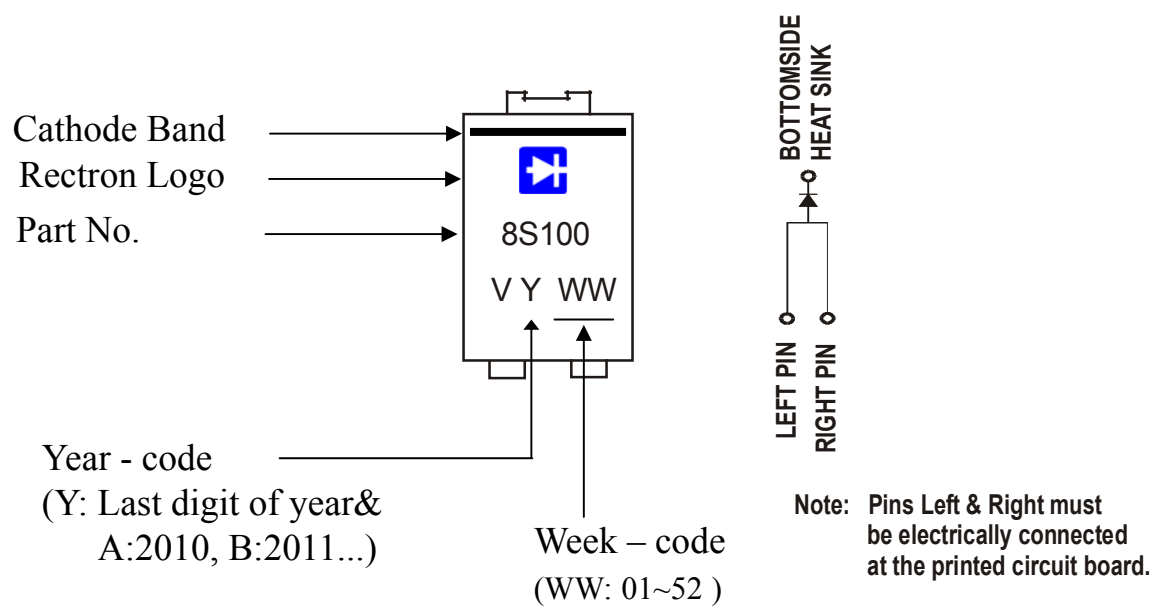 Cathode Band
Rectron Logo
Part No.
8S100
V Y WW
Year - code
(Y: Last digit of year&
A:2010, B:2011...)
Week – code
(WW: 01~52 )
BOTTOMSIDE
HEAT SINK
LEFT PIN
RIGHT PIN
Note: Pins Left & Right must
be electrically connected
at the printed circuit board.